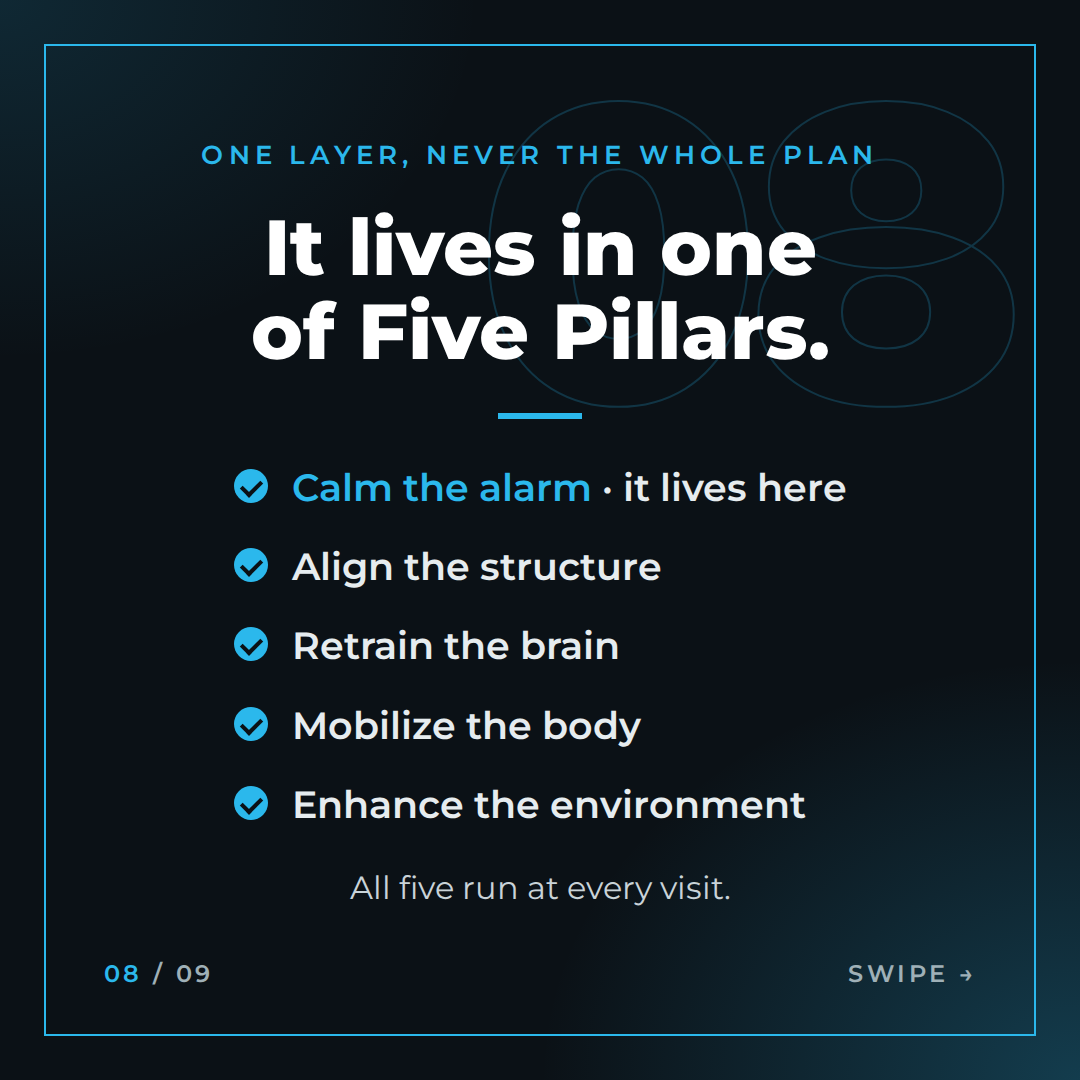 08
ONE LAYER, NEVER THE WHOLE PLAN
It lives in one
of Five Pillars.
Calm the alarm · it lives here
Align the structure
Retrain the brain
Mobilize the body
Enhance the environment
All five run at every visit.
08 / 09
SWIPE →